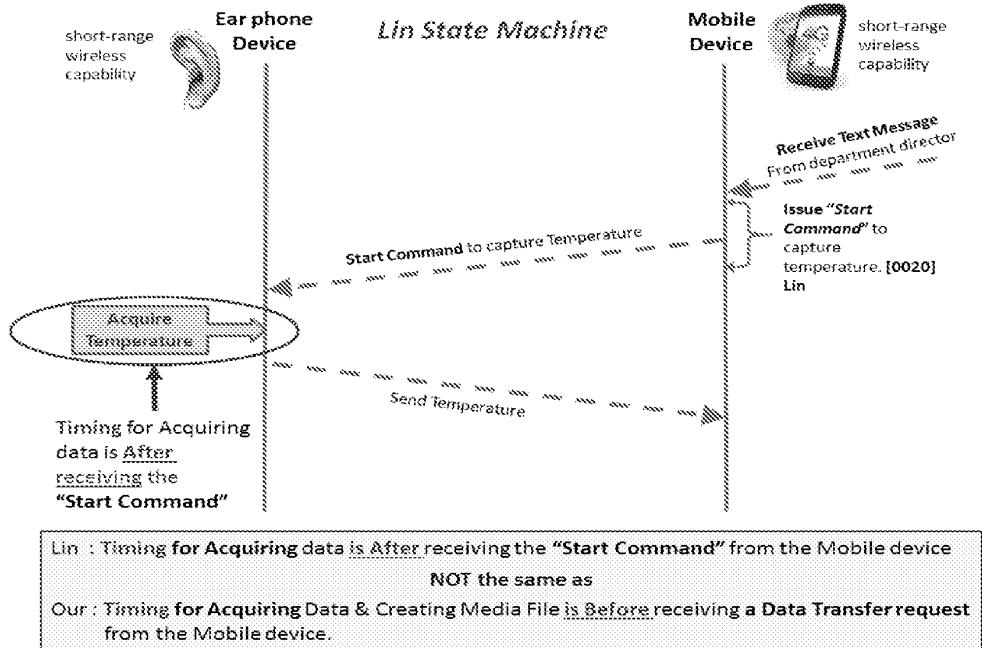 Ear phone
Device
Lin State Machine
Mobile
Device
short-range
wireless
capability
short-range
wireless
capability
Receive Text Message
From department director
Issue "Start
Command" to
capture
temperature. [0020]
Lin
Start Command to capture Temperature
Acquire
Temperature
Send Temperature
Timing for Acquiring
data is After
receiving the
"Start Command"
Lin : Timing for Acquiring data is After receiving the "Start Command" from the Mobile device
NOT the same as
Our : Timing for Acquiring Data & Creating Media File is Before receiving a Data Transfer request
from the Mobile device.